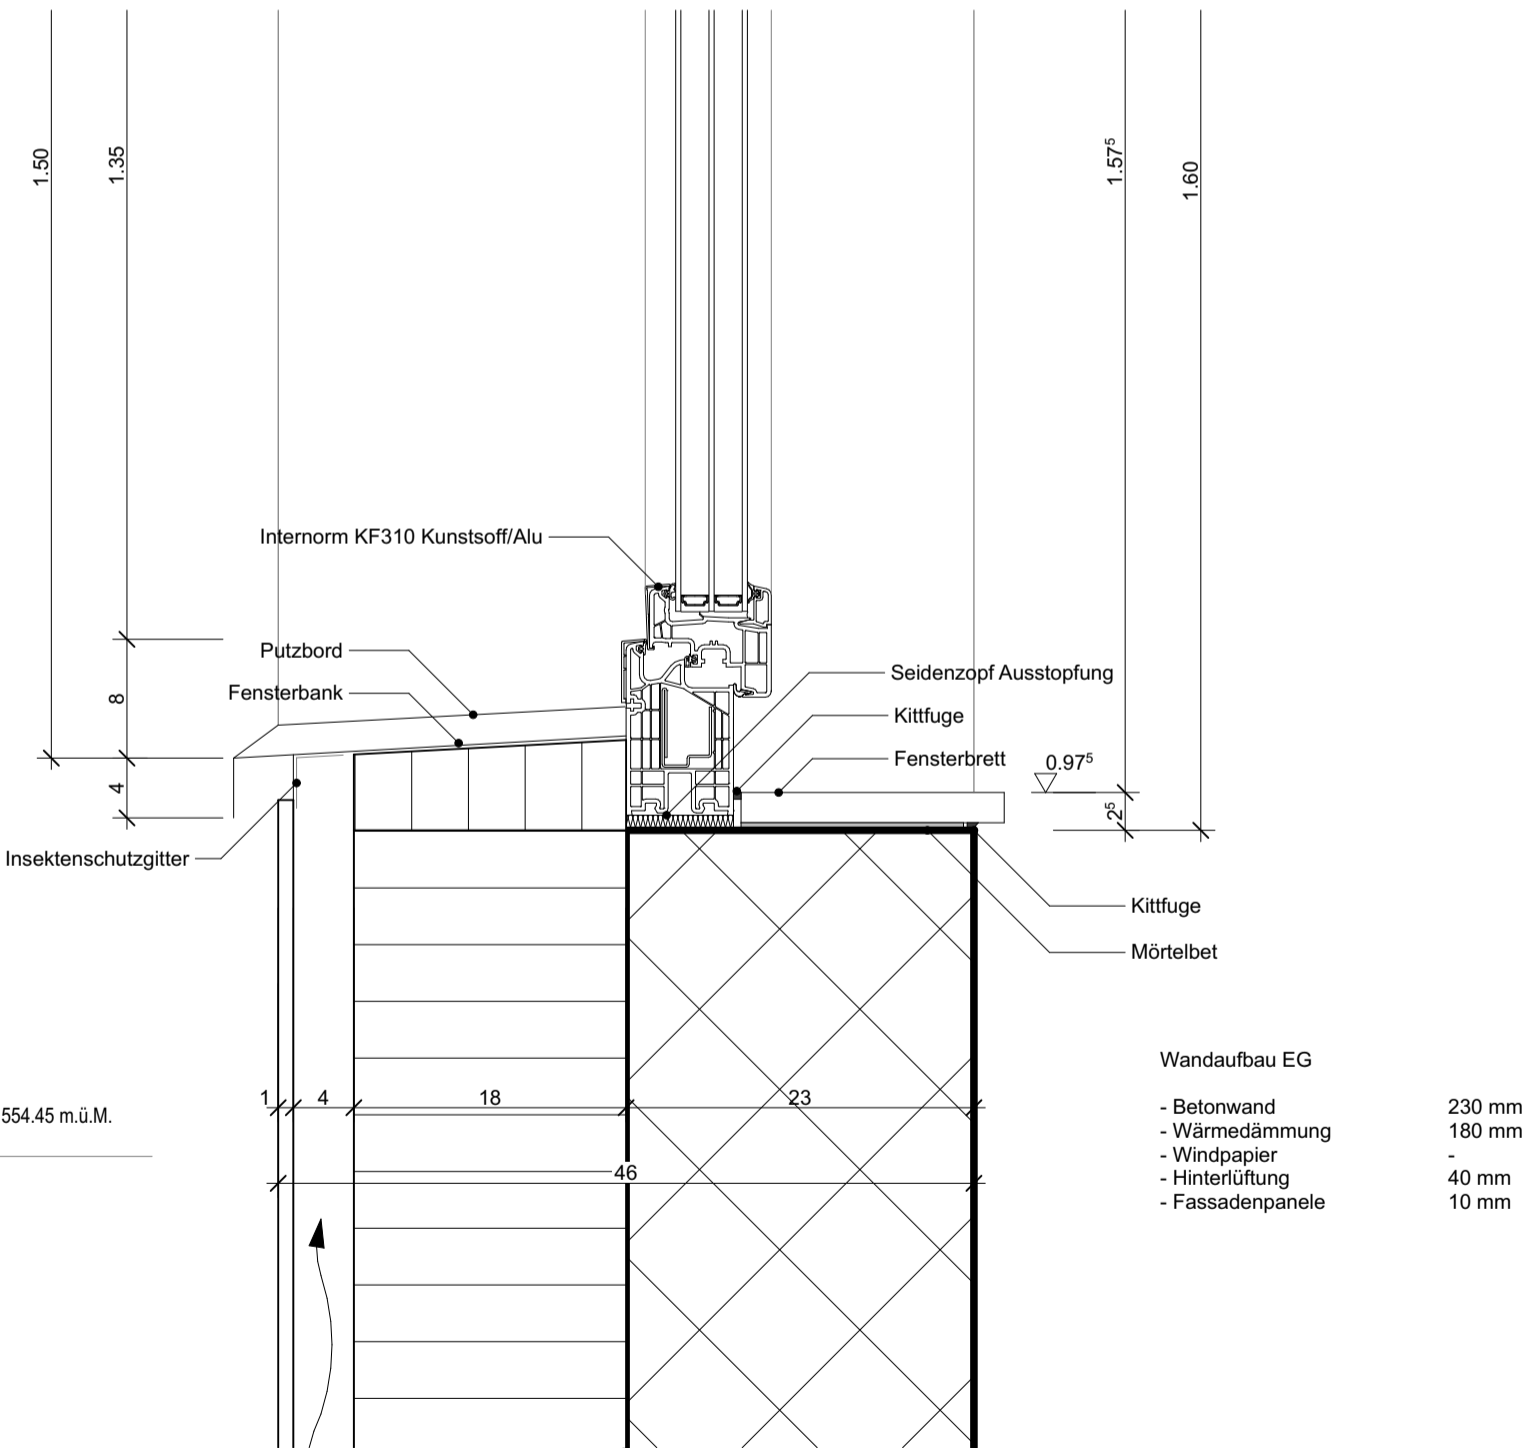 1.50
1.35
1.57⁵
1.60
Internorm KF310 Kunstsoff/Alu
Putzbord
Fensterbank
8
4
Seidenzopf Ausstopfung
Kittfuge
Fensterbrett
0.97⁵
2⁵
Insektenschutzgitter
Kittfuge
Mörtelbet
Wandaufbau EG
- Betonwand 230 mm
- Wärmedämmung 180 mm
- Windpapier -
- Hinterlüftung 40 mm
- Fassadenpanele 10 mm
1 4 18 23
554.45 m.ü.M.
46